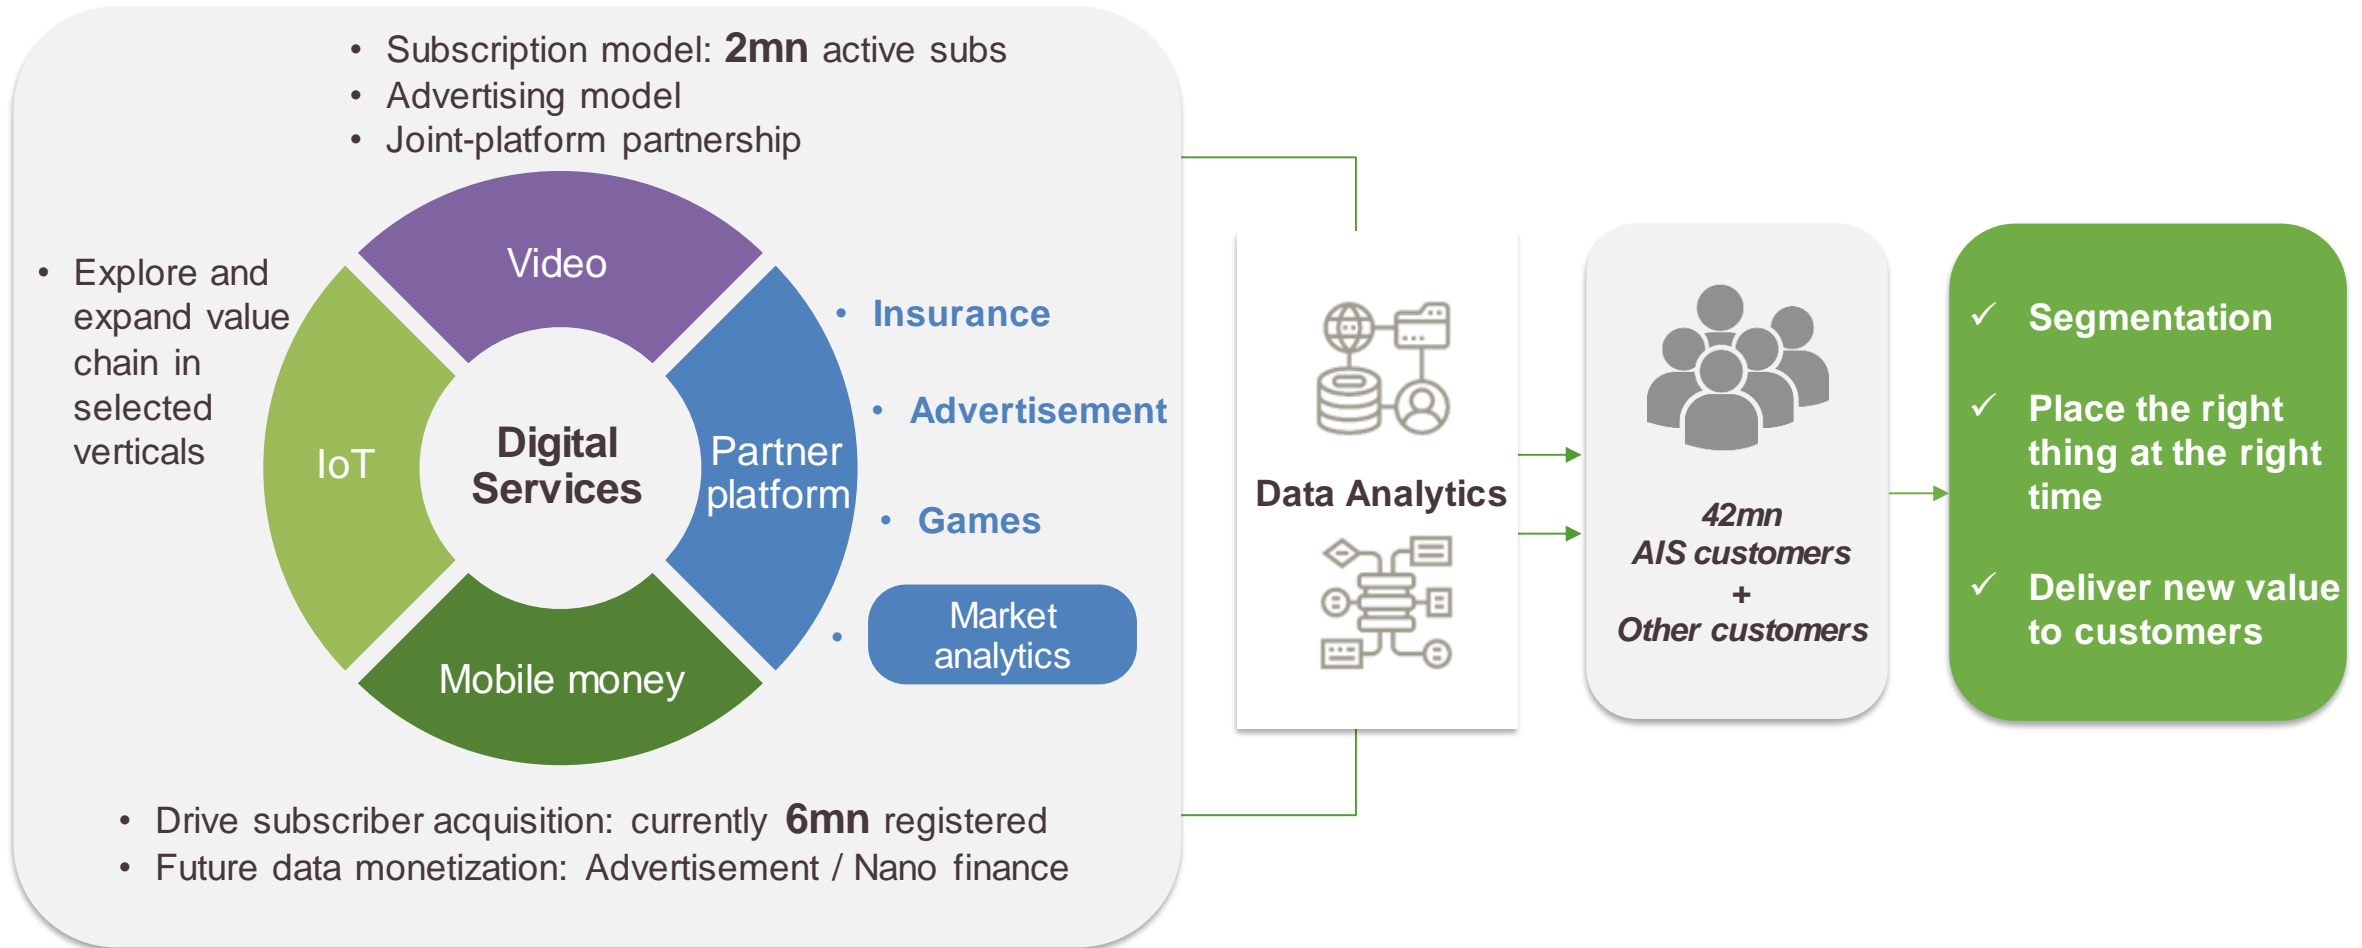 • Subscription model: 2mn active subs
• Advertising model
• Joint-platform partnership
• Explore and
expand value
chain in
selected
verticals
Video
IoT
Digital
Services
Partner
platform
Mobile money
• Insurance
• Advertisement
• Games
• Market
analytics
• Drive subscriber acquisition: currently 6mn registered
• Future data monetization: Advertisement / Nano finance
Data Analytics
42mn
AIS customers
+
Other customers
✓ Segmentation
✓ Place the right
thing at the right
time
✓ Deliver new value
to customers